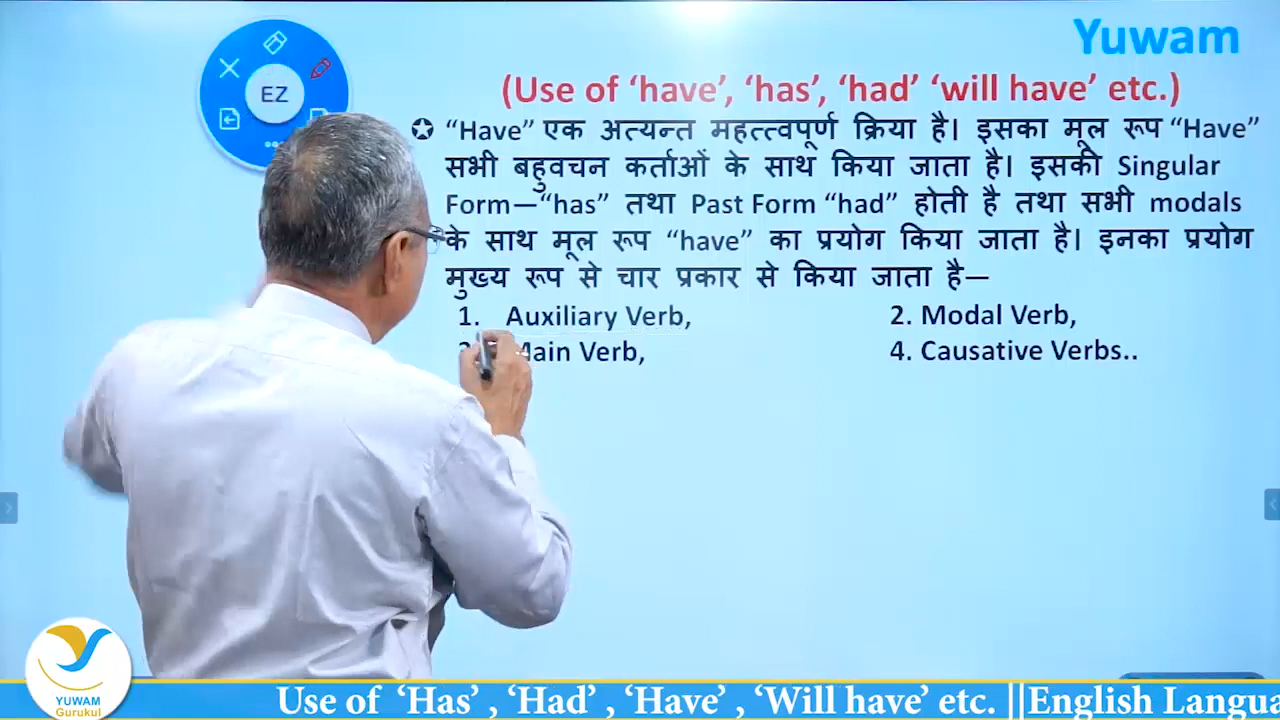 Yuwam
EZ
(Use of ‘have’, ‘has’, ‘had’ ‘will have’ etc.)
“Have” एक अत्यन्त महत्त्वपूर्ण क्रिया है। इसका मूल रूप “Have”
सभी बहुवचन कर्ताओं के साथ किया जाता है। इसकी Singular
Form—“has” तथा Past Form “had” होती है तथा सभी modals
के साथ मूल रूप “have” का प्रयोग किया जाता है। इनका प्रयोग
मुख्य रूप से चार प्रकार से किया जाता है—
1. Auxiliary Verb, 2. Modal Verb,
Main Verb, 4. Causative Verbs..
YUWAM
Gurukul
Use of ‘Has’ , ‘Had’ , ‘Have’ , ‘Will have’ etc. ||English Langua